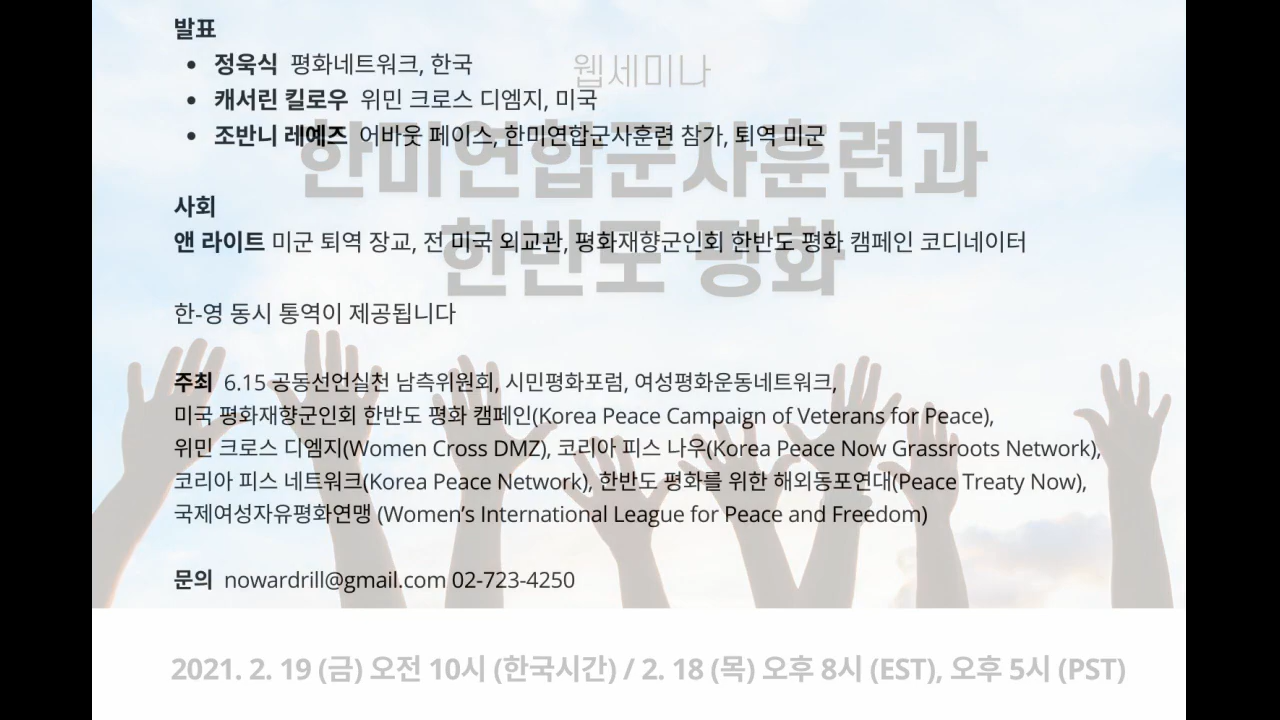 발표
• 정욱식 평화네트워크, 한국
웹세미나
• 캐서린 킬로우 위민 크로스 디엠지, 미국
• 조반니 레예즈 어바웃 페이스, 한미연합군사훈련 참가, 퇴역 미군
한미연합군사훈련과
사회
앤 라이트 미군 퇴역 장교, 전 미국 외교관, 평화재향군인회 한반도 평화 캠페인 코디네이터
한반도 평화
한-영 동시 통역이 제공됩니다
주최 6.15 공동선언실천 남측위원회, 시민평화포럼, 여성평화운동네트워크,
미국 평화재향군인회 한반도 평화 캠페인(Korea Peace Campaign of Veterans for Peace),
위민 크로스 디엠지(Women Cross DMZ), 코리아 피스 나우(Korea Peace Now Grassroots Network),
코리아 피스 네트워크(Korea Peace Network), 한반도 평화를 위한 해외동포연대(Peace Treaty Now),
국제여성자유평화연맹 (Women’s International League for Peace and Freedom)
문의 nowardrill@gmail.com 02-723-4250
2021. 2. 19 (금) 오전 10시 (한국시간) / 2. 18 (목) 오후 8시 (EST), 오후 5시 (PST)